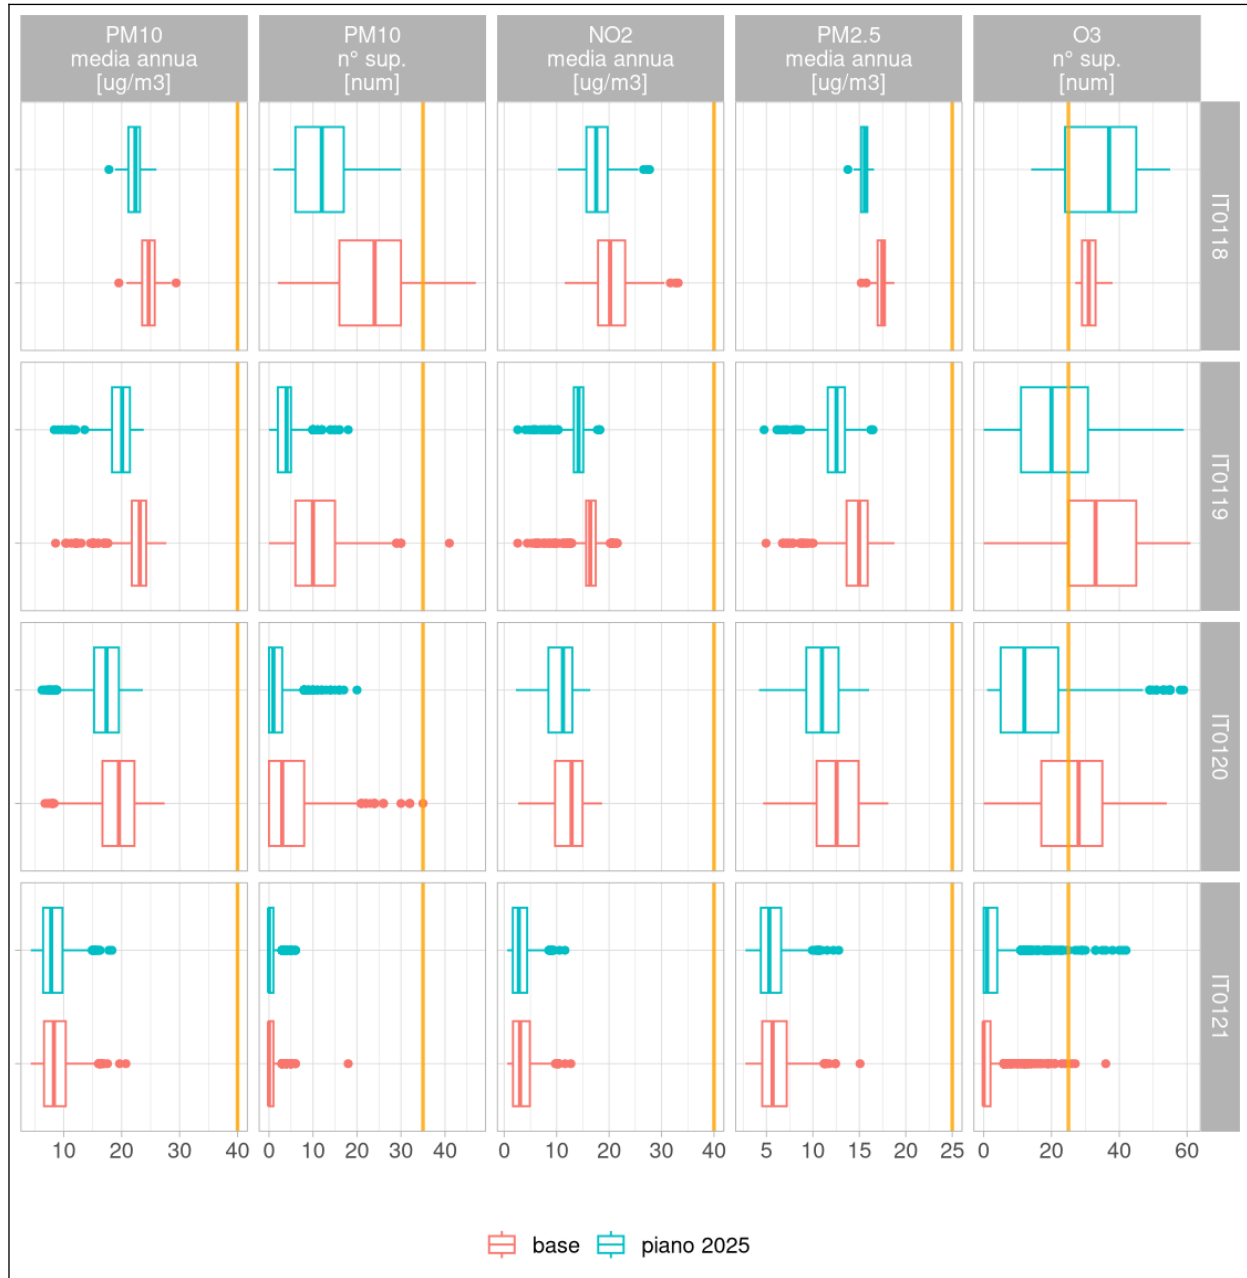 PM10
media annua
[ug/m3]
PM10
n° sup.
[num]
NO2
media annua
[ug/m3]
PM2.5
media annua
[ug/m3]
O3
n° sup.
[num]
IT0118
IT0119
IT0120
IT0121
10 20 30 40
0 10 20 30 40
0 10 20 30 40
5 10 15 20 25
0 20 40 60
base
piano 2025